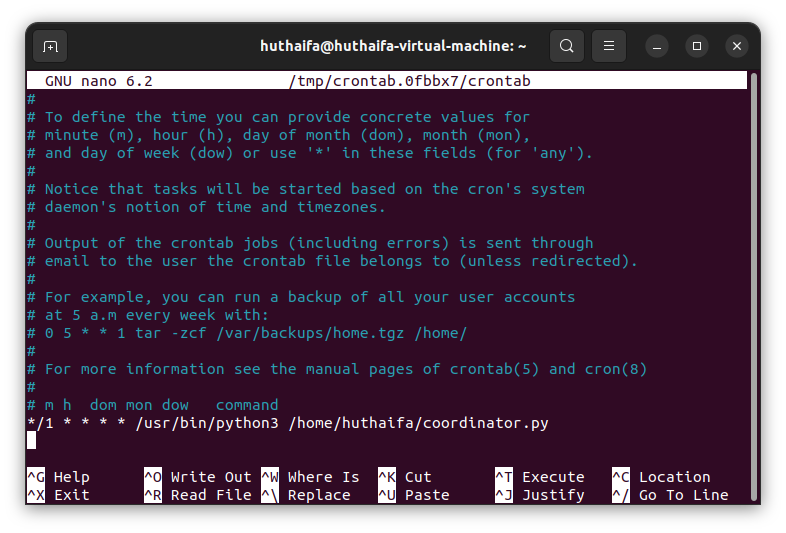 huthaifa@huthaifa-virtual-machine: ~
GNU nano 6.2 /tmp/crontab.0fbbx7/crontab
#
# To define the time you can provide concrete values for
# minute (m), hour (h), day of month (dom), month (mon),
# and day of week (dow) or use '*' in these fields (for 'any').
#
# Notice that tasks will be started based on the cron's system
# daemon's notion of time and timezones.
#
# Output of the crontab jobs (including errors) is sent through
# email to the user the crontab file belongs to (unless redirected).
#
# For example, you can run a backup of all your user accounts
# at 5 a.m every week with:
# 0 5 * * 1 tar -zcf /var/backups/home.tgz /home/
#
# For more information see the manual pages of crontab(5) and cron(8)
#
# m h  dom mon dow   command
*/1 * * * * /usr/bin/python3 /home/huthaifa/coordinator.py
^G Help ^O Write Out ^W Where Is ^K Cut ^T Execute ^C Location
^X Exit ^R Read File ^\ Replace ^U Paste ^J Justify ^/ Go To Line